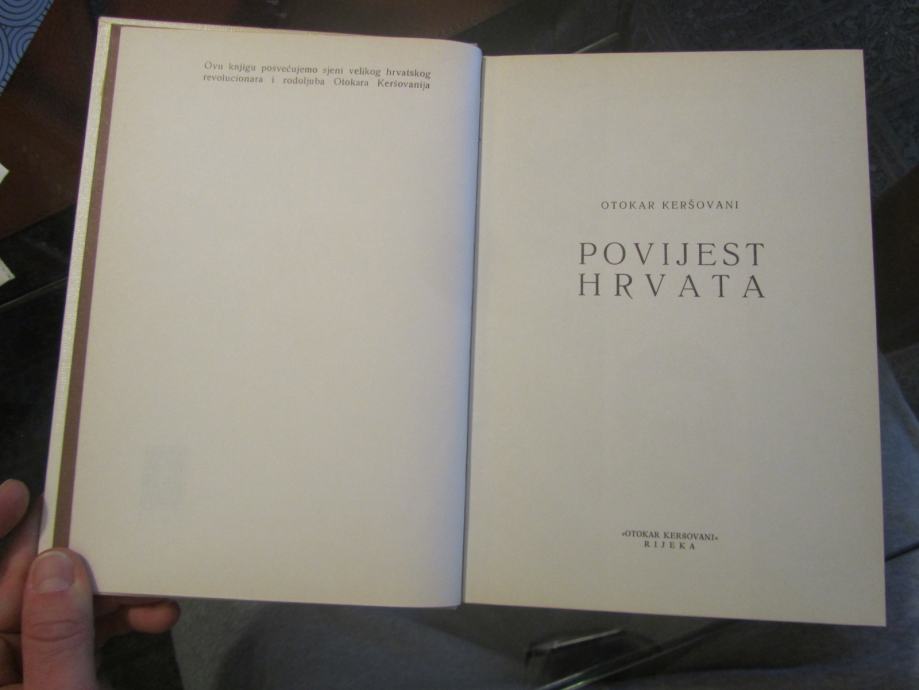 Ovu knjigu posvećujemo sjeni velikog hrvatskog
revolucionara i rodoljuba Otokara Keršovanija
OTOKAR KERŠOVANI
POVIJEST
HRVATA
»OTOKAR KERŠOVANI«
RIJEKA